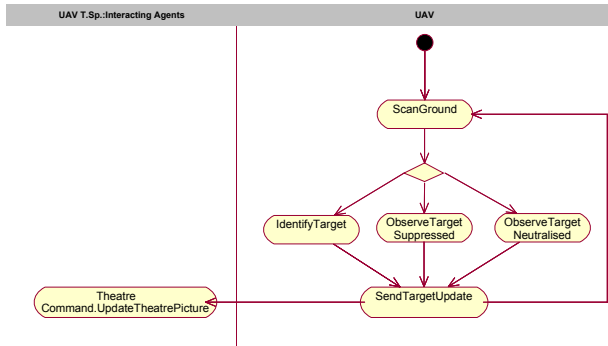 UAV T.Sp.:Interacting Agents
UAV
ScanGround
IdentifyTarget
ObserveTarget
Suppressed
ObserveTarget
Neutralised
SendTargetUpdate
Theatre
Command.UpdateTheatrePicture